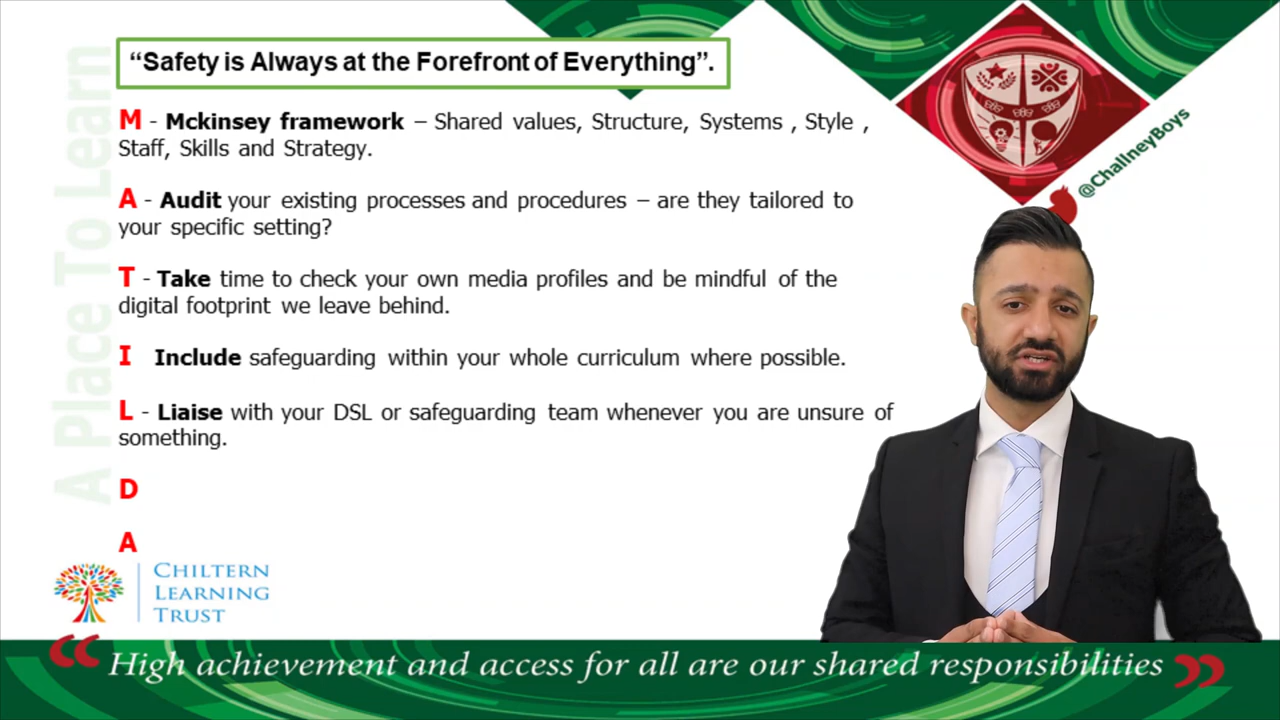 “Safety is Always at the Forefront of Everything”.
M - Mckinsey framework – Shared values, Structure, Systems , Style ,
Staff, Skills and Strategy.
A - Audit your existing processes and procedures – are they tailored to
your specific setting?
T - Take time to check your own media profiles and be mindful of the
digital footprint we leave behind.
I Include safeguarding within your whole curriculum where possible.
L - Liaise with your DSL or safeguarding team whenever you are unsure of
something.
D
A
A Place To Learn
@ChallneyBoys
CHILTERN
LEARNING
TRUST
“High achievement and access for all are our shared responsibilities”